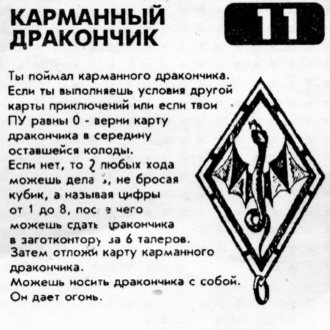 КАРМАННЫЙ
ДРАКОНЧИК
11
Ты поймал карманного дракончика.
Если ты выполняешь условия другой
карты приключений или если твои
ПУ равны 0 - верни карту
дракончика в середину
оставшейся колоды.
Если нет, то 2 любых хода
можешь дела ь, не бросая
кубик, а называя цифры
от 1 до 8, пос е чего
можешь сдать дракончика
в заготконтору за 6 талеров.
Затем отложи карту карманного
дракончика.
Можешь носить дракончика с собой.
Он дает огонь.